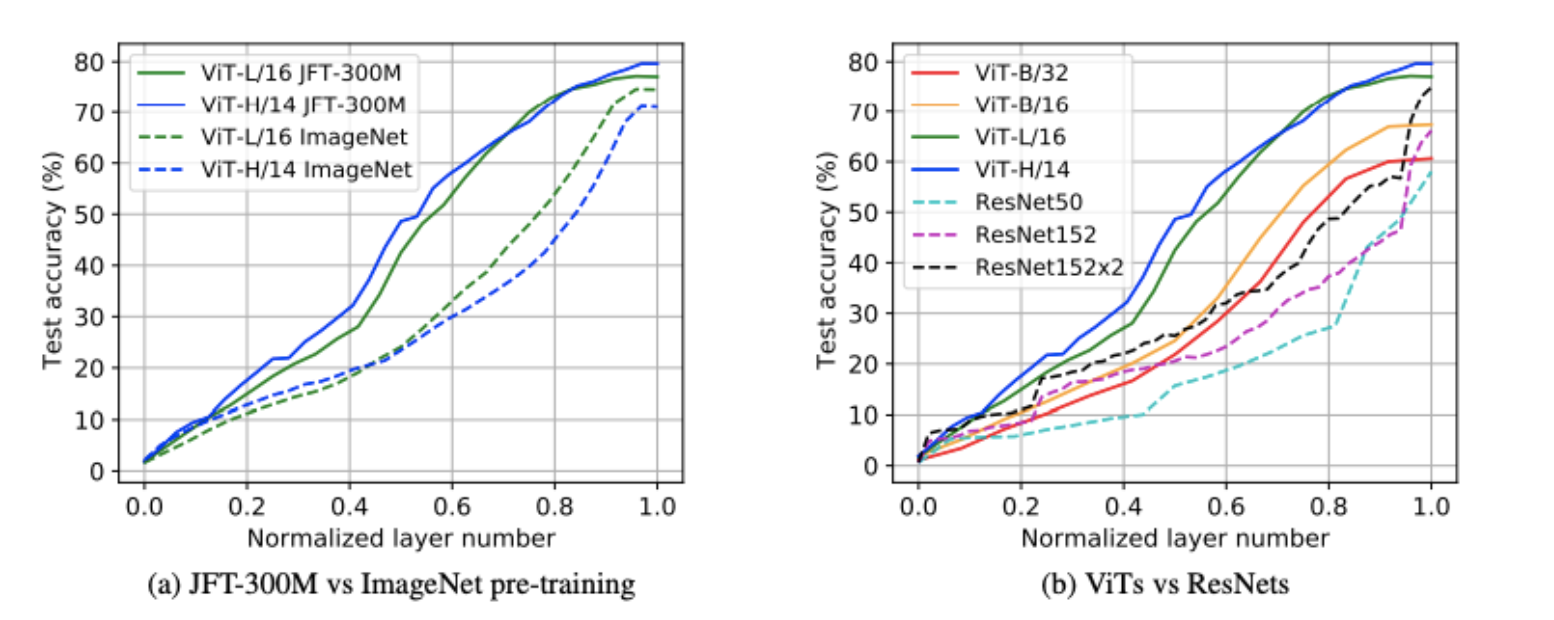 80
70
60
50
40
30
20
10
0
Test accuracy (%)
ViT-L/16 JFT-300M
ViT-H/14 JFT-300M
ViT-L/16 ImageNet
ViT-H/14 ImageNet
0.0 0.2 0.4 0.6 0.8 1.0
Normalized layer number
(a) JFT-300M vs ImageNet pre-training
80
70
60
50
40
30
20
10
0
Test accuracy (%)
ViT-B/32
ViT-B/16
ViT-L/16
ViT-H/14
ResNet50
ResNet152
ResNet152x2
0.0 0.2 0.4 0.6 0.8 1.0
Normalized layer number
(b) ViTs vs ResNets